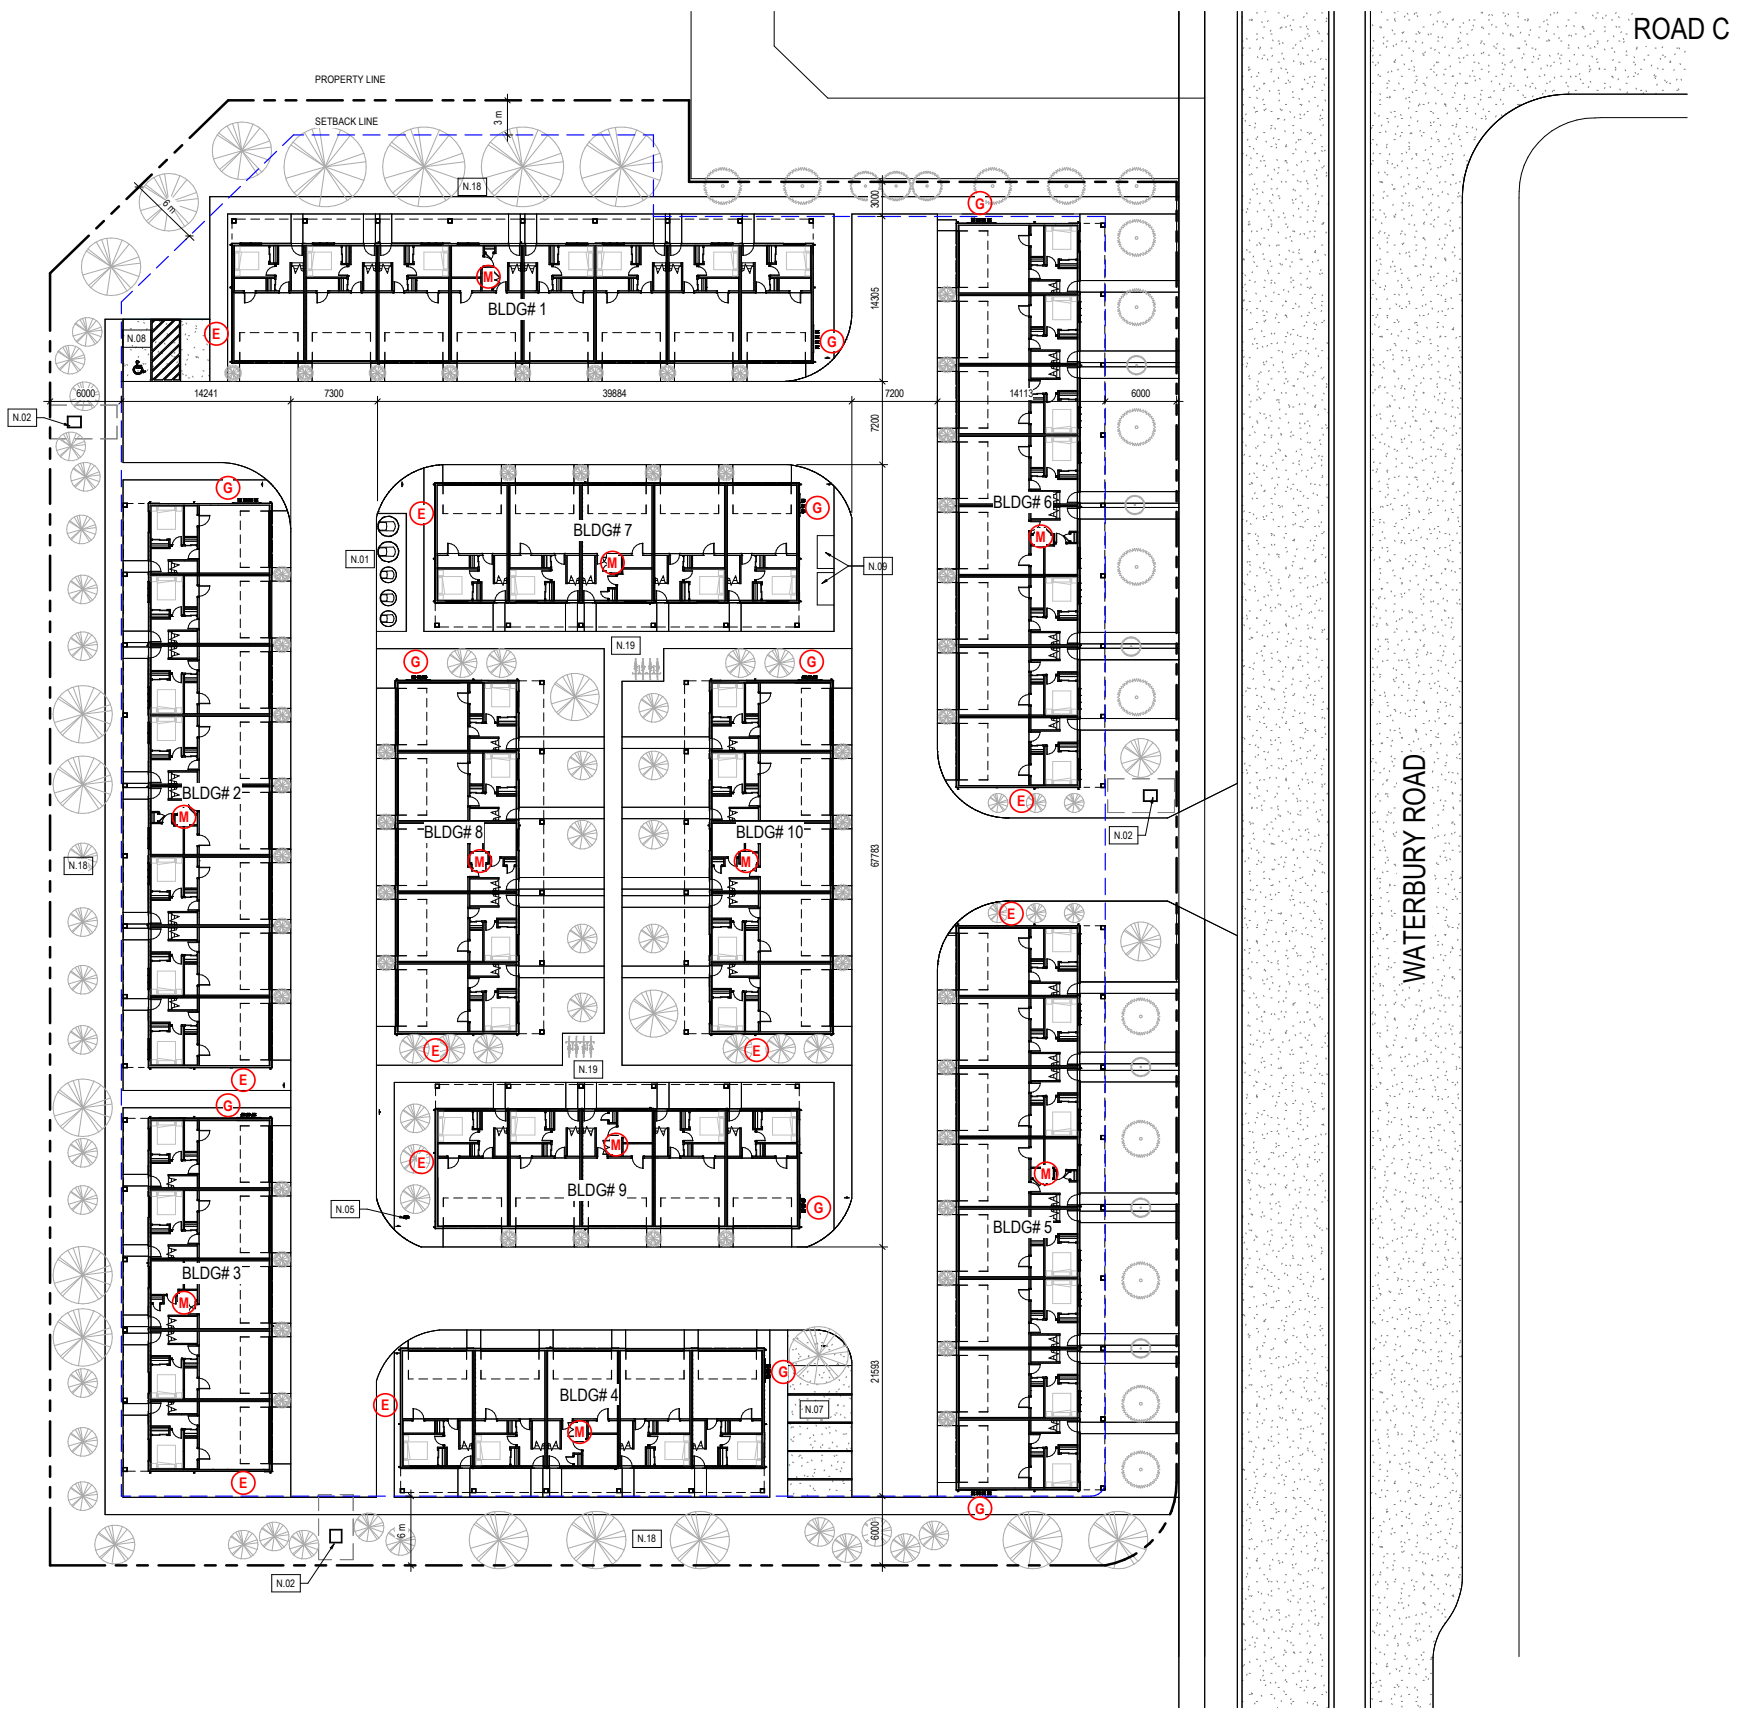 ROAD C
PROPERTY LINE
3 m
SETBACK LINE
6 m
N.18
3000
G
M
BLDG# 1
14305
E
N.08
G
6000
14241
7300
39884
7200
14113
6000
N.02
7200
G
E
G
BLDG# 7
BLDG# 6
M
N.01
M
N.09
N.19
G
G
WATERBURY ROAD
BLDG# 2
M
E
BLDG# 8
BLDG# 10
N.02
M
M
67783
N.18
E
E
E
N.19
E
G
M
E
M
BLDG# 9
N.05
G
BLDG# 5
BLDG# 3
M
21593
G
BLDG# 4
E
N.07
M
E
G
6 m
N.18
6000
N.02